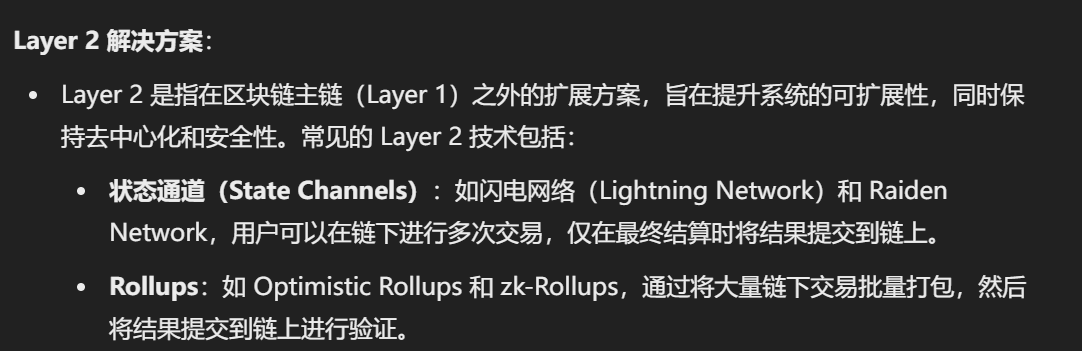 Layer 2 解决方案：
• Layer 2 是指在区块链主链（Layer 1）之外的扩展方案，旨在提升系统的可扩展性，同时保
持去中心化和安全性。常见的 Layer 2 技术包括：
• 状态通道（State Channels）：如闪电网络（Lightning Network）和 Raiden
Network，用户可以在链下进行多次交易，仅在最终结算时将结果提交到链上。
• Rollups：如 Optimistic Rollups 和 zk-Rollups，通过将大量链下交易批量打包，然后
将结果提交到链上进行验证。